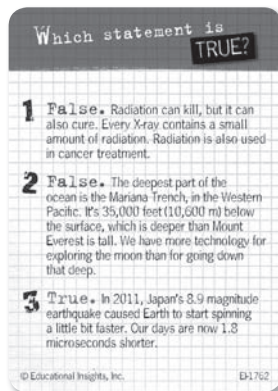 Which statement is
TRUE?
1 False. Radiation can kill, but it can
also cure. Every X-ray contains a small
amount of radiation. Radiation is also used
in cancer treatment.
2 False. The deepest part of the
ocean is the Mariana Trench, in the Western
Pacific. It's 35,000 feet (10,600 m) below
the surface, which is deeper than Mount
Everest is tall. We have more technology for
exploring the moon than for going down
that deep.
3 True. In 2011, Japan's 8.9 magnitude
earthquake caused Earth to start spinning
a little bit faster. Our days are now 1.8
microseconds shorter.
© Educational Insights, Inc. EI-1762